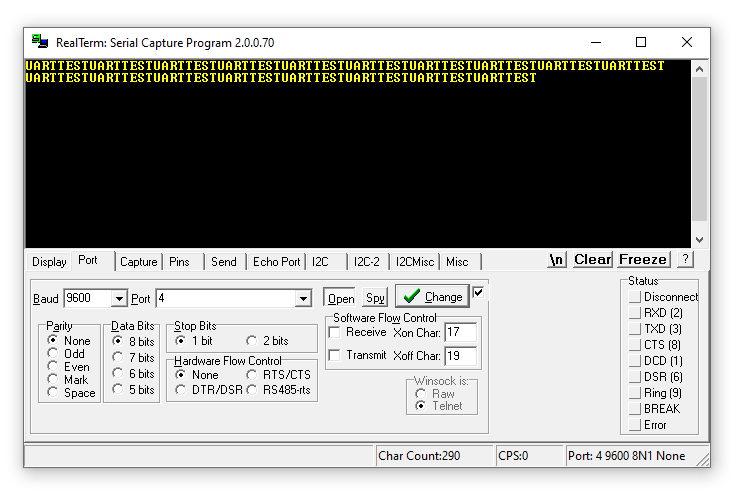 RealTerm: Serial Capture Program 2.0.0.70
UARTTESTUARTTESTUARTTESTUARTTESTUARTTESTUARTTESTUARTTESTUARTTESTUARTTESTUARTTEST
UARTTESTUARTTESTUARTTESTUARTTESTUARTTESTUARTTESTUARTTESTUARTTEST
Display Port Capture Pins Send Echo Port I2C I2C-2 I2CMisc Misc \n Clear Freeze ?
Baud 9600 Port 4 Open Spy Change
Parity
None
Odd
Even
Mark
Space
Data Bits
8 bits
7 bits
6 bits
5 bits
Stop Bits
1 bit 2 bits
Hardware Flow Control
None RTS/CTS
DTR/DSR RS485-rts
Software Flow Control
Receive Xon Char: 17
Transmit Xoff Char: 19
Winsock is:
Raw
Telnet
Status
Disconnect
RXD (2)
TXD (3)
CTS (8)
DCD (1)
DSR (6)
Ring (9)
BREAK
Error
Char Count:290 CPS:0 Port: 4 9600 8N1 None